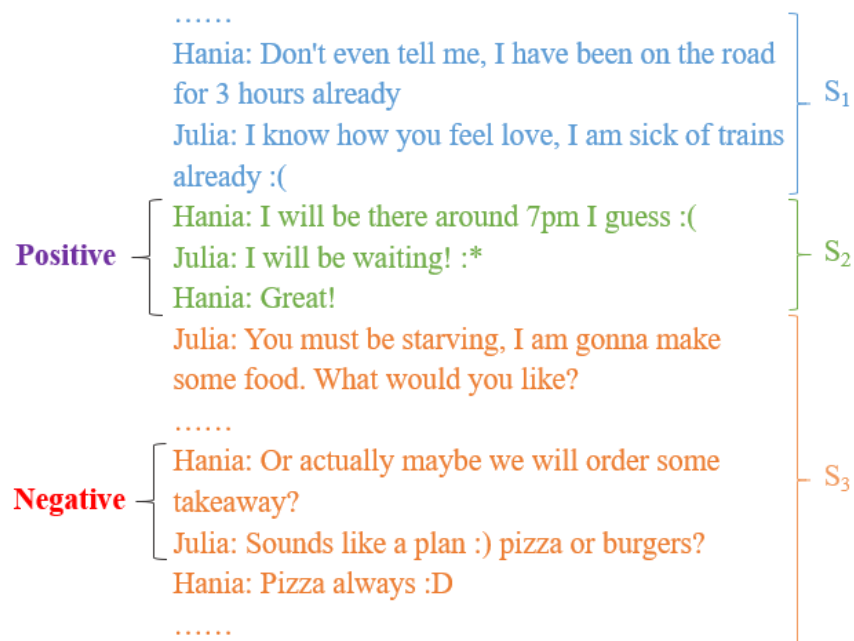 ......
Hania: Don't even tell me, I have been on the road
for 3 hours already
S1
Julia: I know how you feel love, I am sick of trains
already :(
Hania: I will be there around 7pm I guess :(
Positive
Julia: I will be waiting! :*
S2
Hania: Great!
Julia: You must be starving, I am gonna make
some food. What would you like?
......
Hania: Or actually maybe we will order some
takeaway?
S3
Negative
Julia: Sounds like a plan :) pizza or burgers?
Hania: Pizza always :D
......